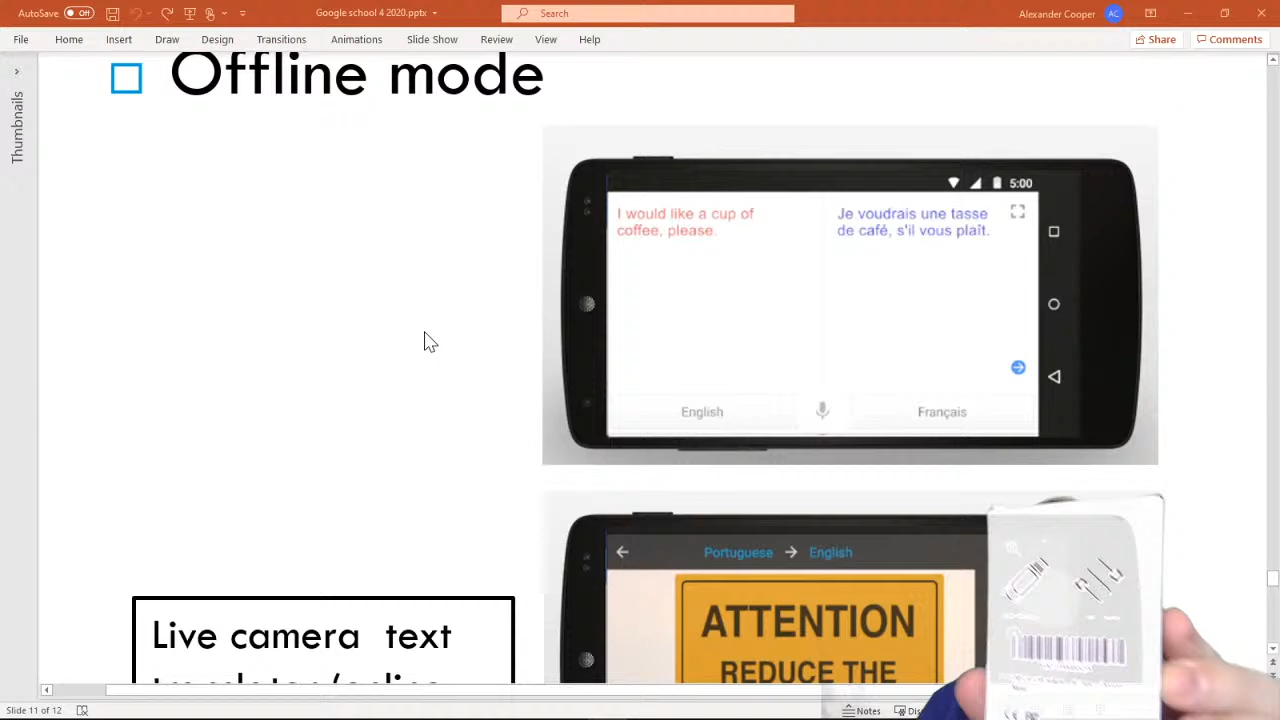 AutoSave Off
Google school 4 2020.pptx
Search
Alexander Cooper AC
File Home Insert Draw Design Transitions Animations Slide Show Review View Help Share Comments
Thumbnails
Offline mode
5:00
I would like a cup of
coffee, please.
Je voudrais une tasse
de café, s'il vous plaît.
English
Français
Portuguese → English
ATTENTION
REDUCE THE
Live camera text
Slide 11 of 12
Notes